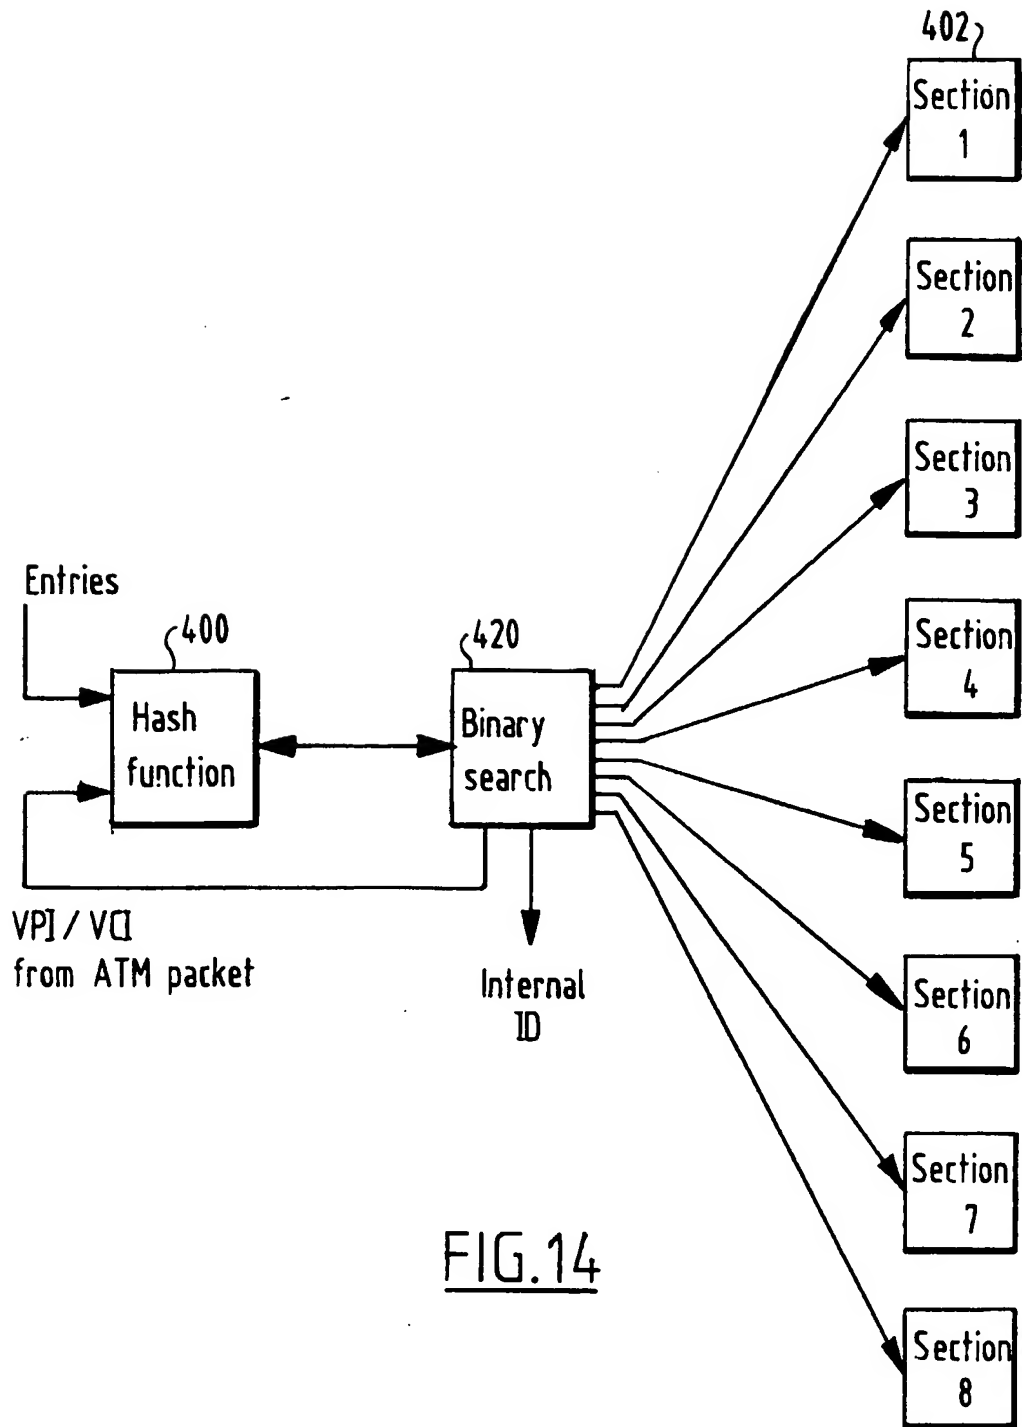 402
Section
1
Section
2
Section
3
Section
4
Section
5
Section
6
Section
7
Section
8
Entries
400
Hash
function
420
Binary
search
VPI / VCI
from ATM packet
Internal
ID
FIG.14